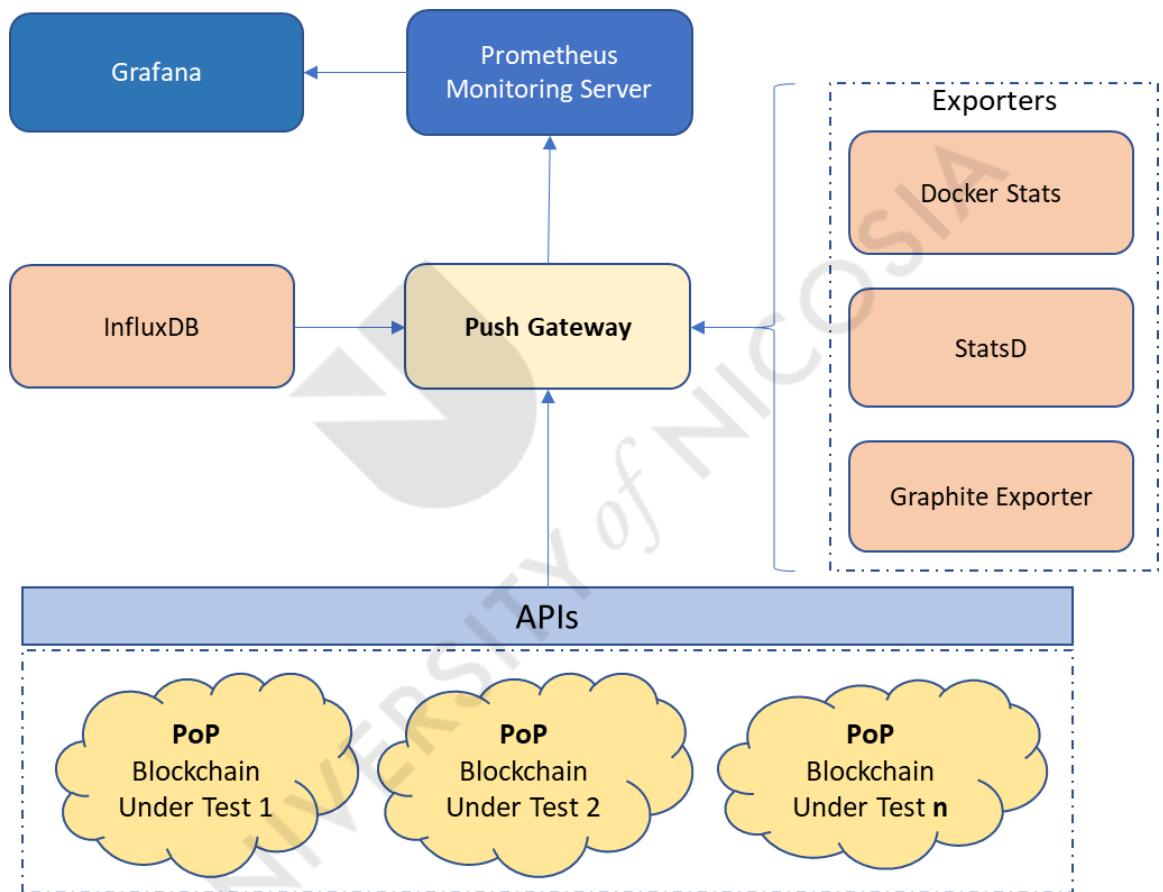 Grafana
Prometheus
Monitoring Server
Exporters
Docker Stats
InfluxDB
Push Gateway
StatsD
Graphite Exporter
APIs
PoP
Blockchain
Under Test 1
PoP
Blockchain
Under Test 2
PoP
Blockchain
Under Test n
UNIVERSITY of NICOSIA